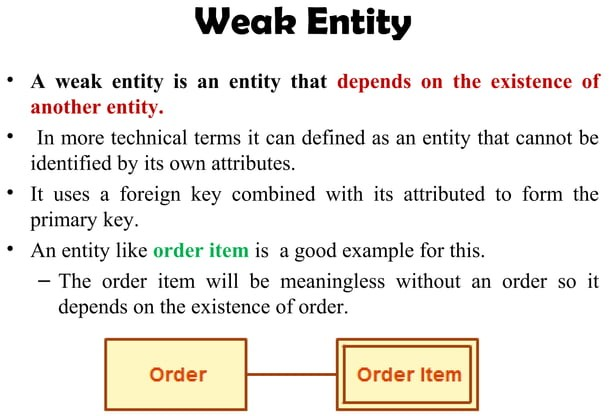 Weak Entity
• A weak entity is an entity that depends on the existence of
another entity.
• In more technical terms it can defined as an entity that cannot be
identified by its own attributes.
• It uses a foreign key combined with its attributed to form the
primary key.
• An entity like order item is a good example for this.
– The order item will be meaningless without an order so it
depends on the existence of order.
Order
Order Item